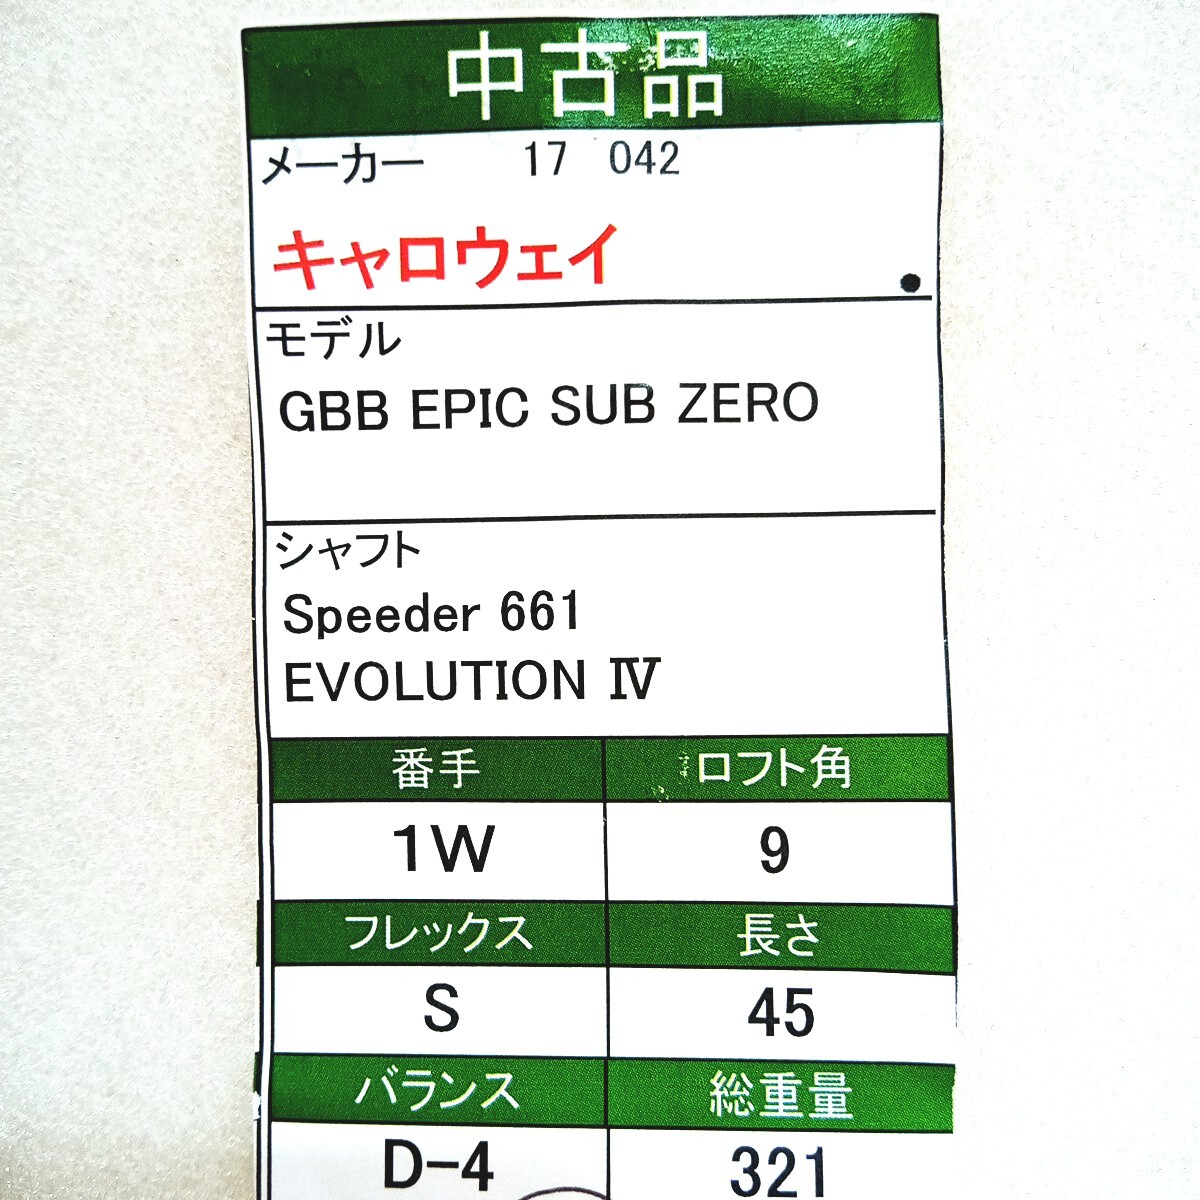 中古品
メーカー 17 042
キャロウェイ
モデル
GBB EPIC SUB ZERO
シャフト
Speeder 661
EVOLUTION Ⅳ
番手 ロフト角
1W 9
フレックス 長さ
S 45
バランス 総重量
D-4 321